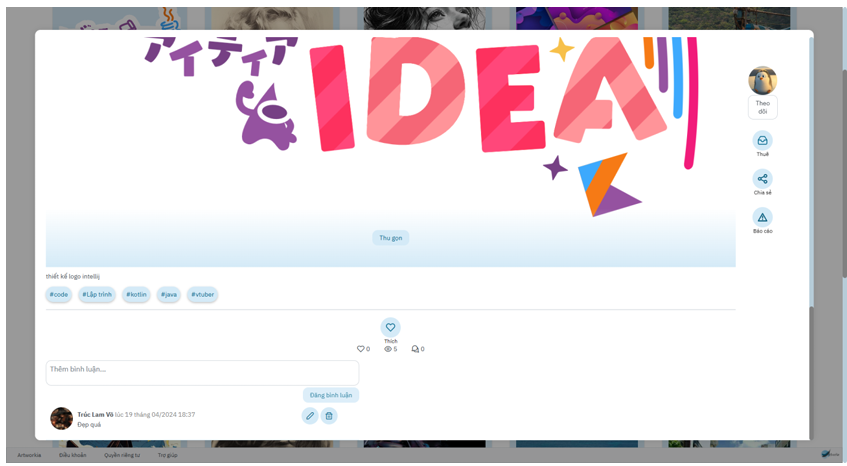 アイディア
IDEA
Theo
dõi
Thuê
Chia sẻ
Báo cáo
Thu gọn
thiết kế logo intellij
#code #Lập trình #kotlin #java #vtuber
Thích
0 5 0
Thêm bình luận...
Đăng bình luận
Trúc Lam Võ lúc 19 tháng 04/2024 18:37
Đẹp quá
Artworkia Điều khoản Quyền riêng tư Trợ giúp